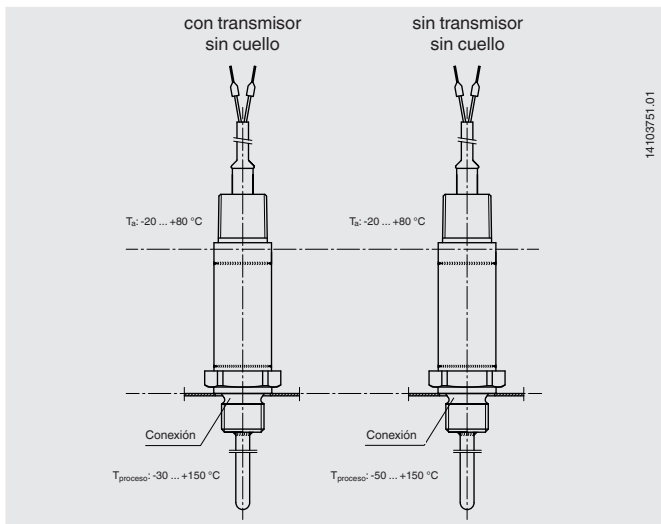 con transmisor
sin cuello
sin transmisor
sin cuello
14103751.01
Tₐ: -20 ... +80 °C
Tₐ: -20 ... +80 °C
Conexión
Conexión
Tproceso: -30 ... +150 °C
Tproceso: -50 ... +150 °C